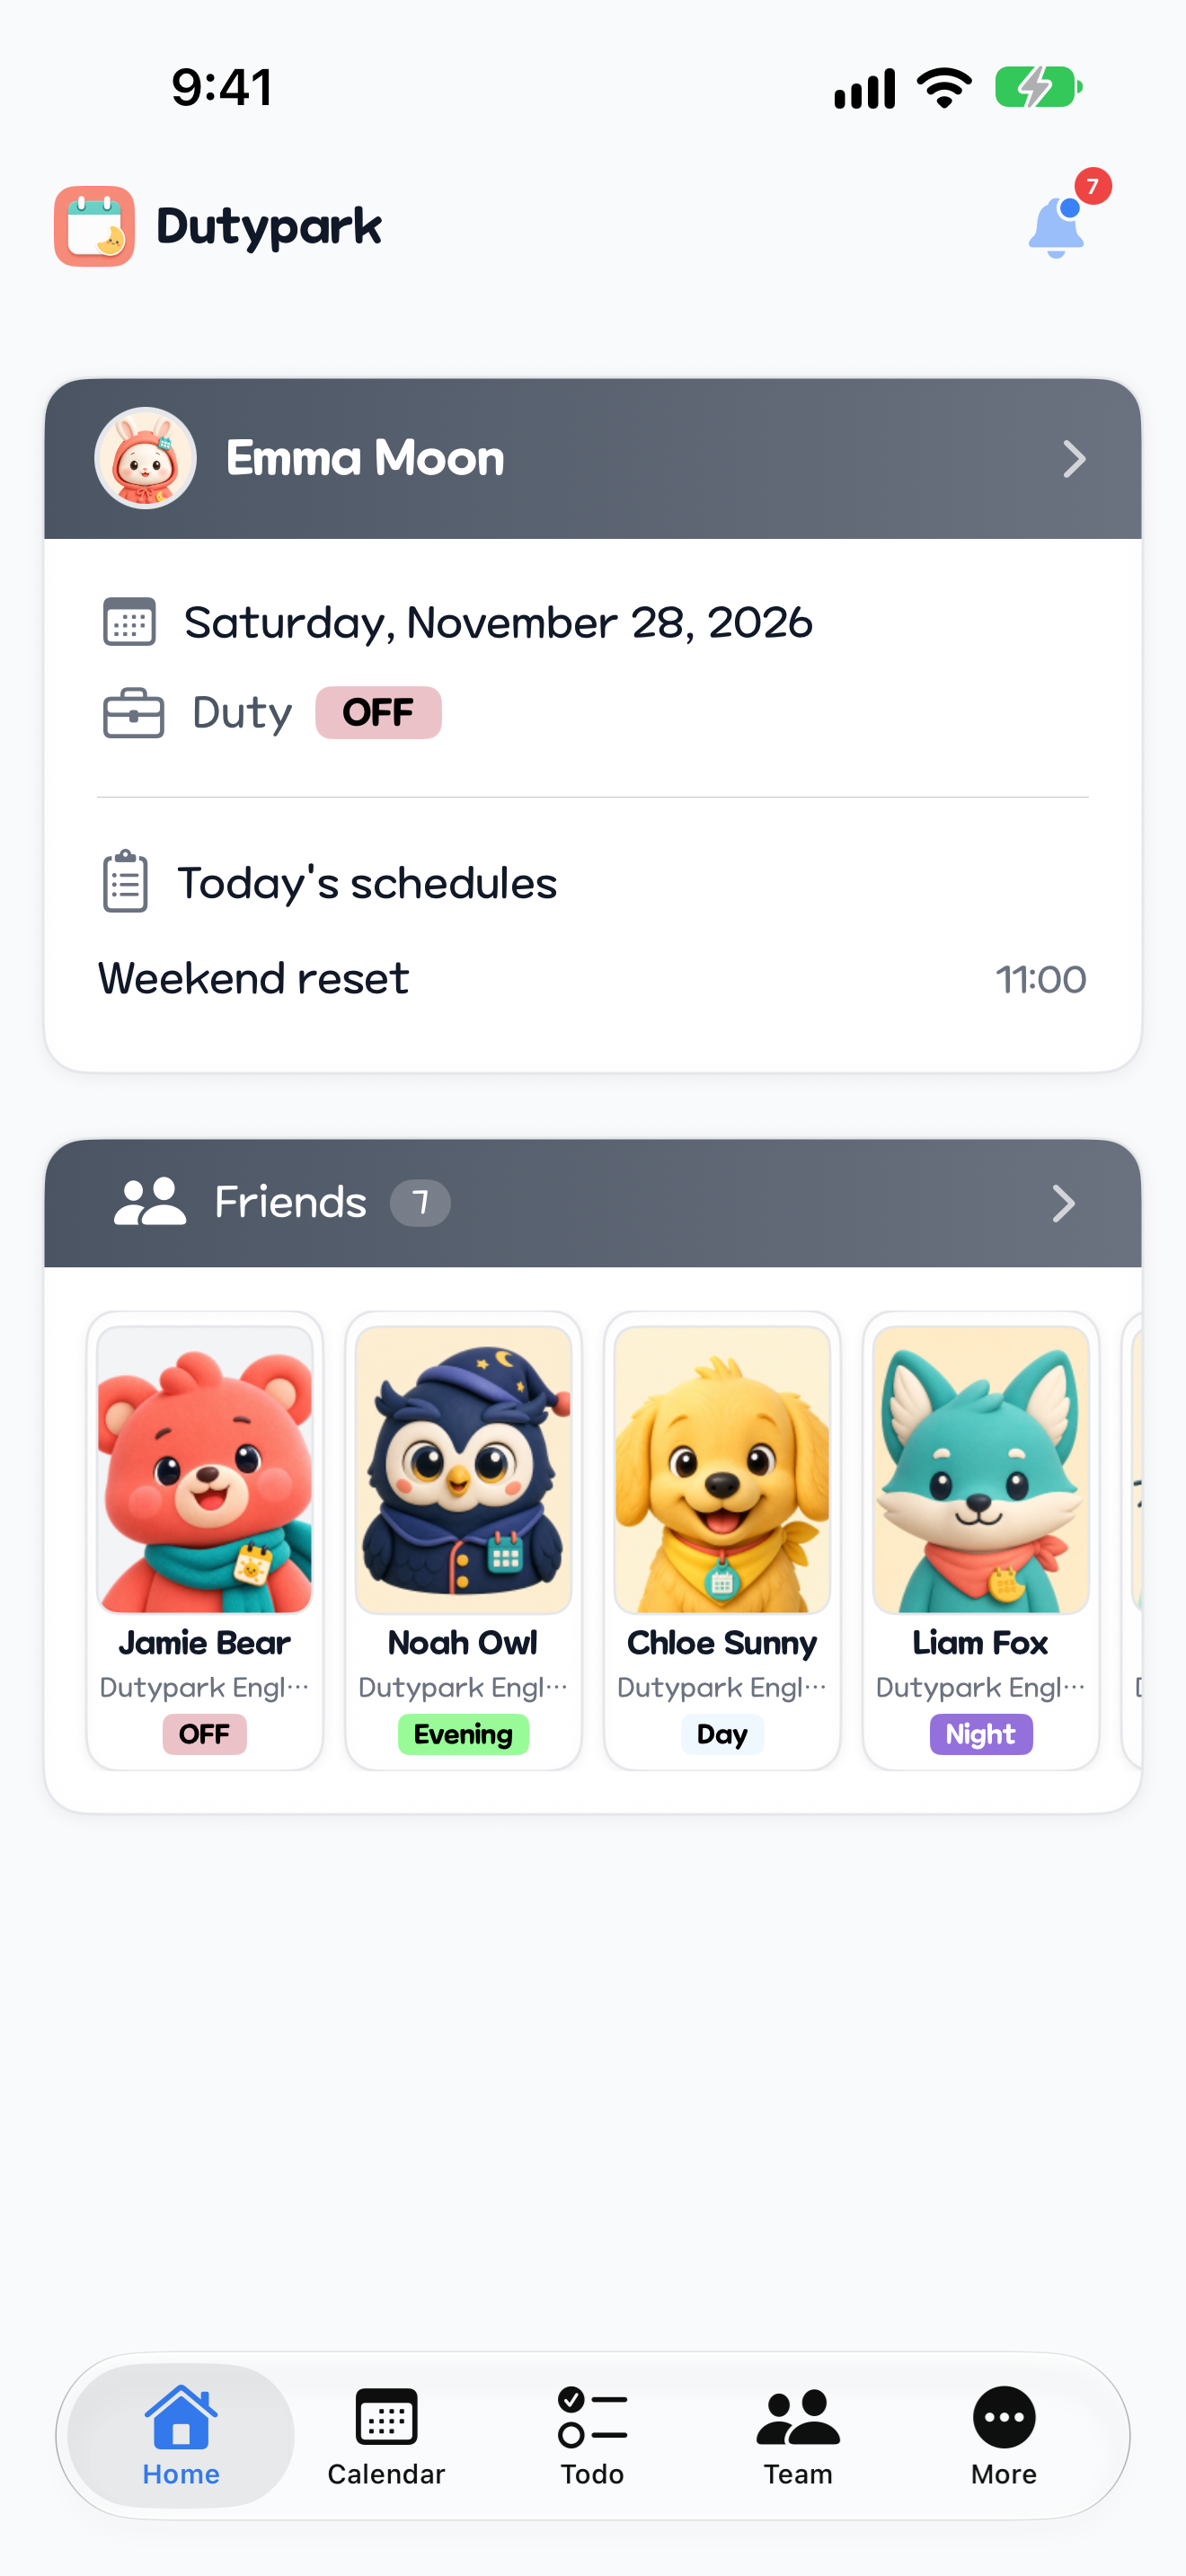 9:41
Dutypark
7
Emma Moon
Saturday, November 28, 2026
Duty OFF
Today's schedules
Weekend reset 11:00
Friends 7
Jamie Bear Noah Owl Chloe Sunny Liam Fox
Dutypark Engl… Dutypark Engl… Dutypark Engl… Dutypark Engl…
OFF Evening Day Night
Home Calendar Todo Team More